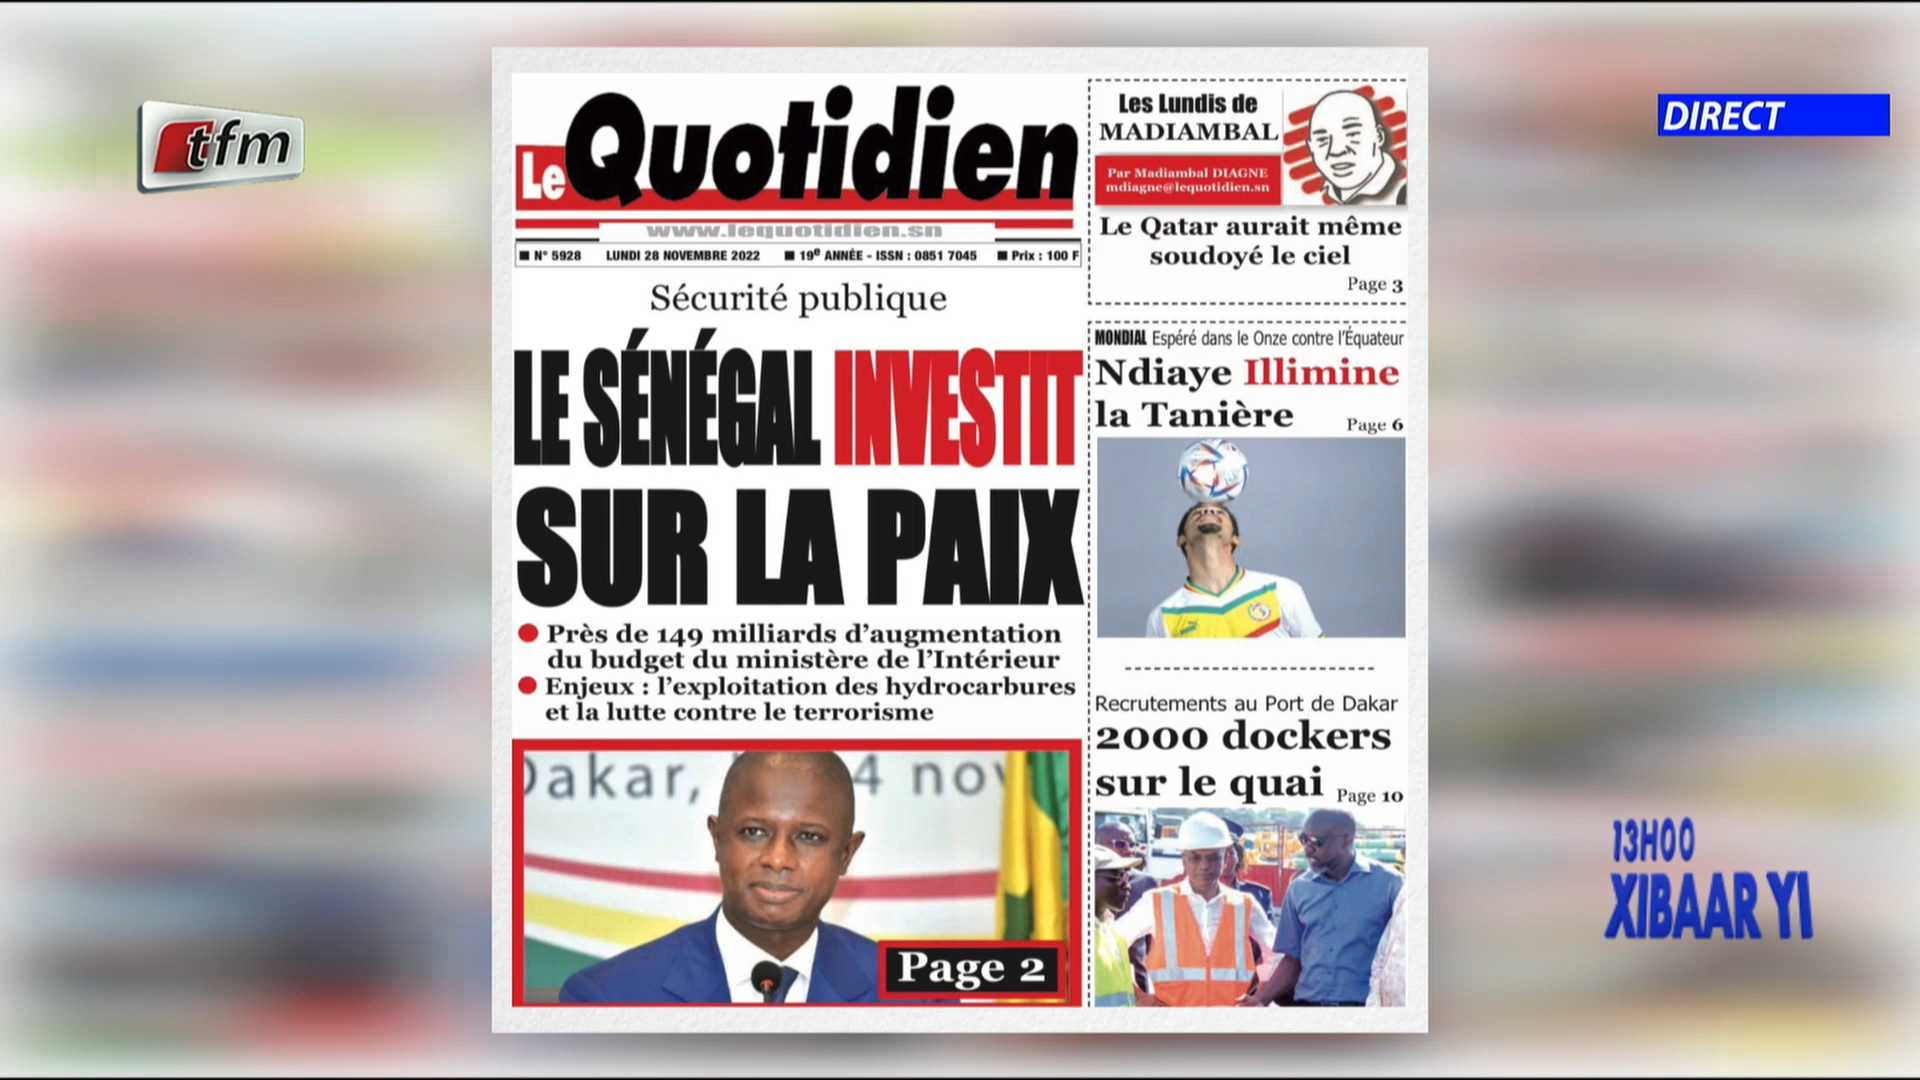 tfm
DIRECT
Le Quotidien
www.lequotidien.sn
N° 5928 LUNDI 28 NOVEMBRE 2022 19e ANNÉE - ISSN : 0851 7045 Prix : 100 F
Sécurité publique
LE SÉNÉGAL INVESTIT
SUR LA PAIX
Près de 149 milliards d'augmentation
du budget du ministère de l'Intérieur
Enjeux : l'exploitation des hydrocarbures
et la lutte contre le terrorisme
Dakar, 4 nov
Page 2
Les Lundis de
MADIAMBAL
Par Madiambal DIAGNE
mdiagne@lequotidien.sn
Le Qatar aurait même
soudoyé le ciel
Page 3
MONDIAL Espéré dans le Onze contre l'Équateur
Ndiaye Illimine
la Tanière
Page 6
Recrutements au Port de Dakar
2000 dockers
sur le quai
Page 10
13H00
XIBAAR YI